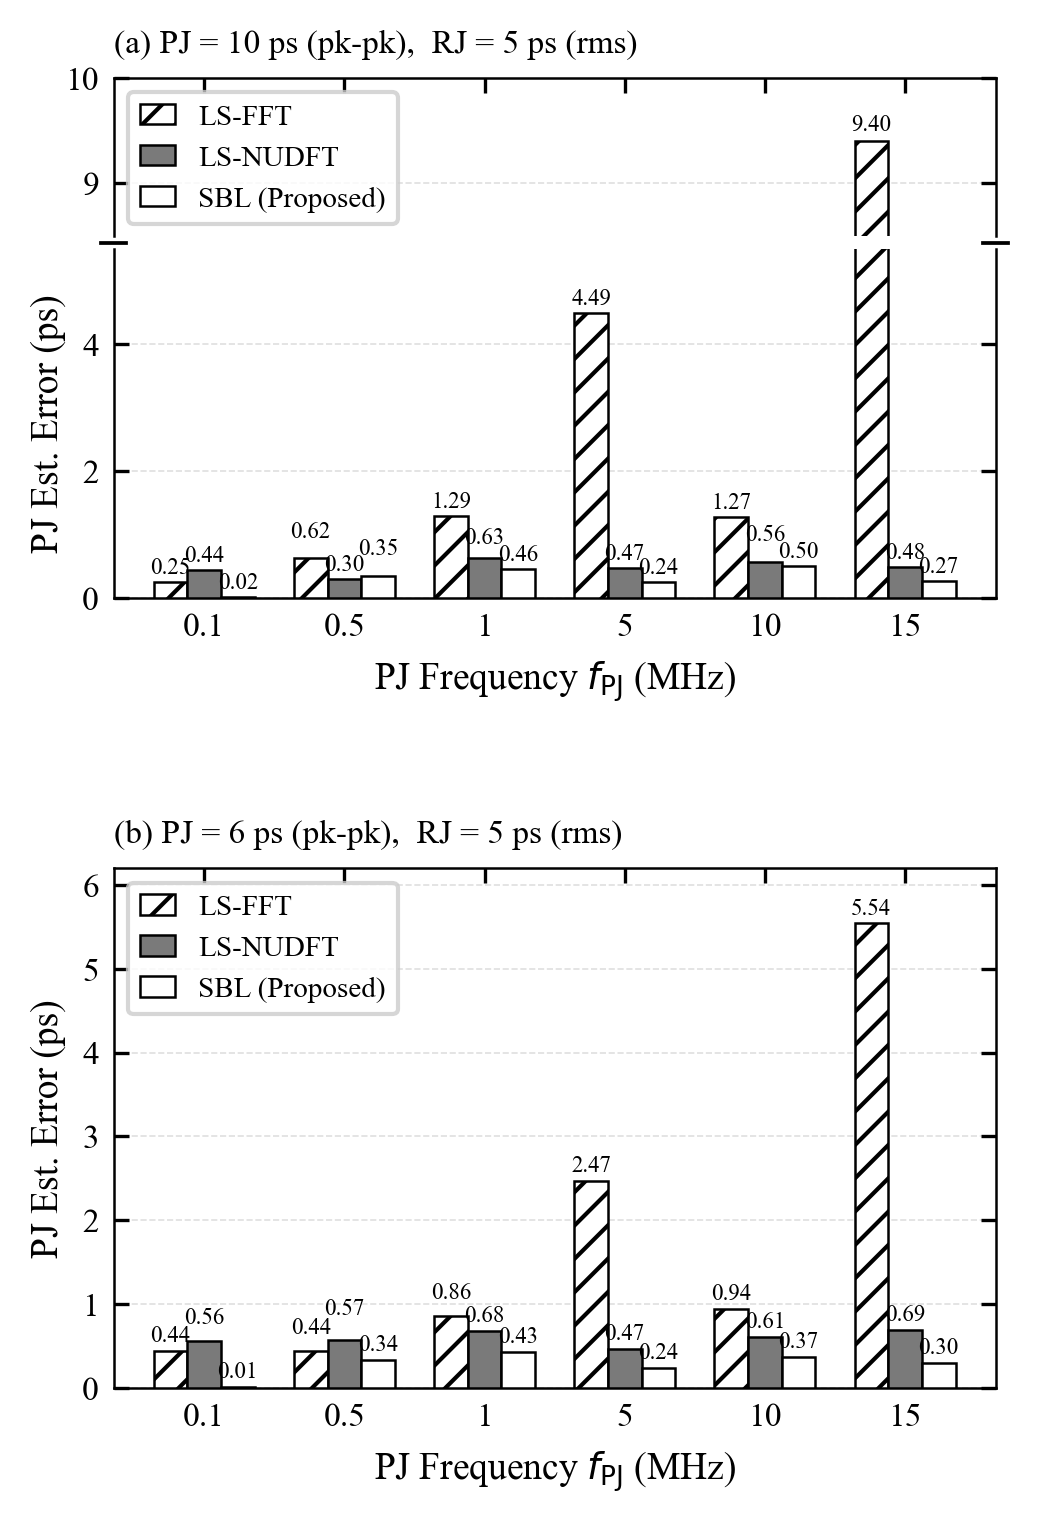 (a) PJ = 10 ps (pk-pk),  RJ = 5 ps (rms)
10
9
4
2
0
PJ Est. Error (ps)
LS-FFT
LS-NUDFT
SBL (Proposed)
0.25 0.44 0.02
0.62 0.30 0.35
1.29 0.63 0.46
4.49 0.47 0.24
1.27 0.56 0.50
9.40 0.48 0.27
0.1 0.5 1 5 10 15
PJ Frequency f_PJ (MHz)
(b) PJ = 6 ps (pk-pk),  RJ = 5 ps (rms)
6
5
4
3
2
1
0
PJ Est. Error (ps)
LS-FFT
LS-NUDFT
SBL (Proposed)
0.44 0.56 0.01
0.44 0.57 0.34
0.86 0.68 0.43
2.47 0.47 0.24
0.94 0.61 0.37
5.54 0.69 0.30
0.1 0.5 1 5 10 15
PJ Frequency f_PJ (MHz)